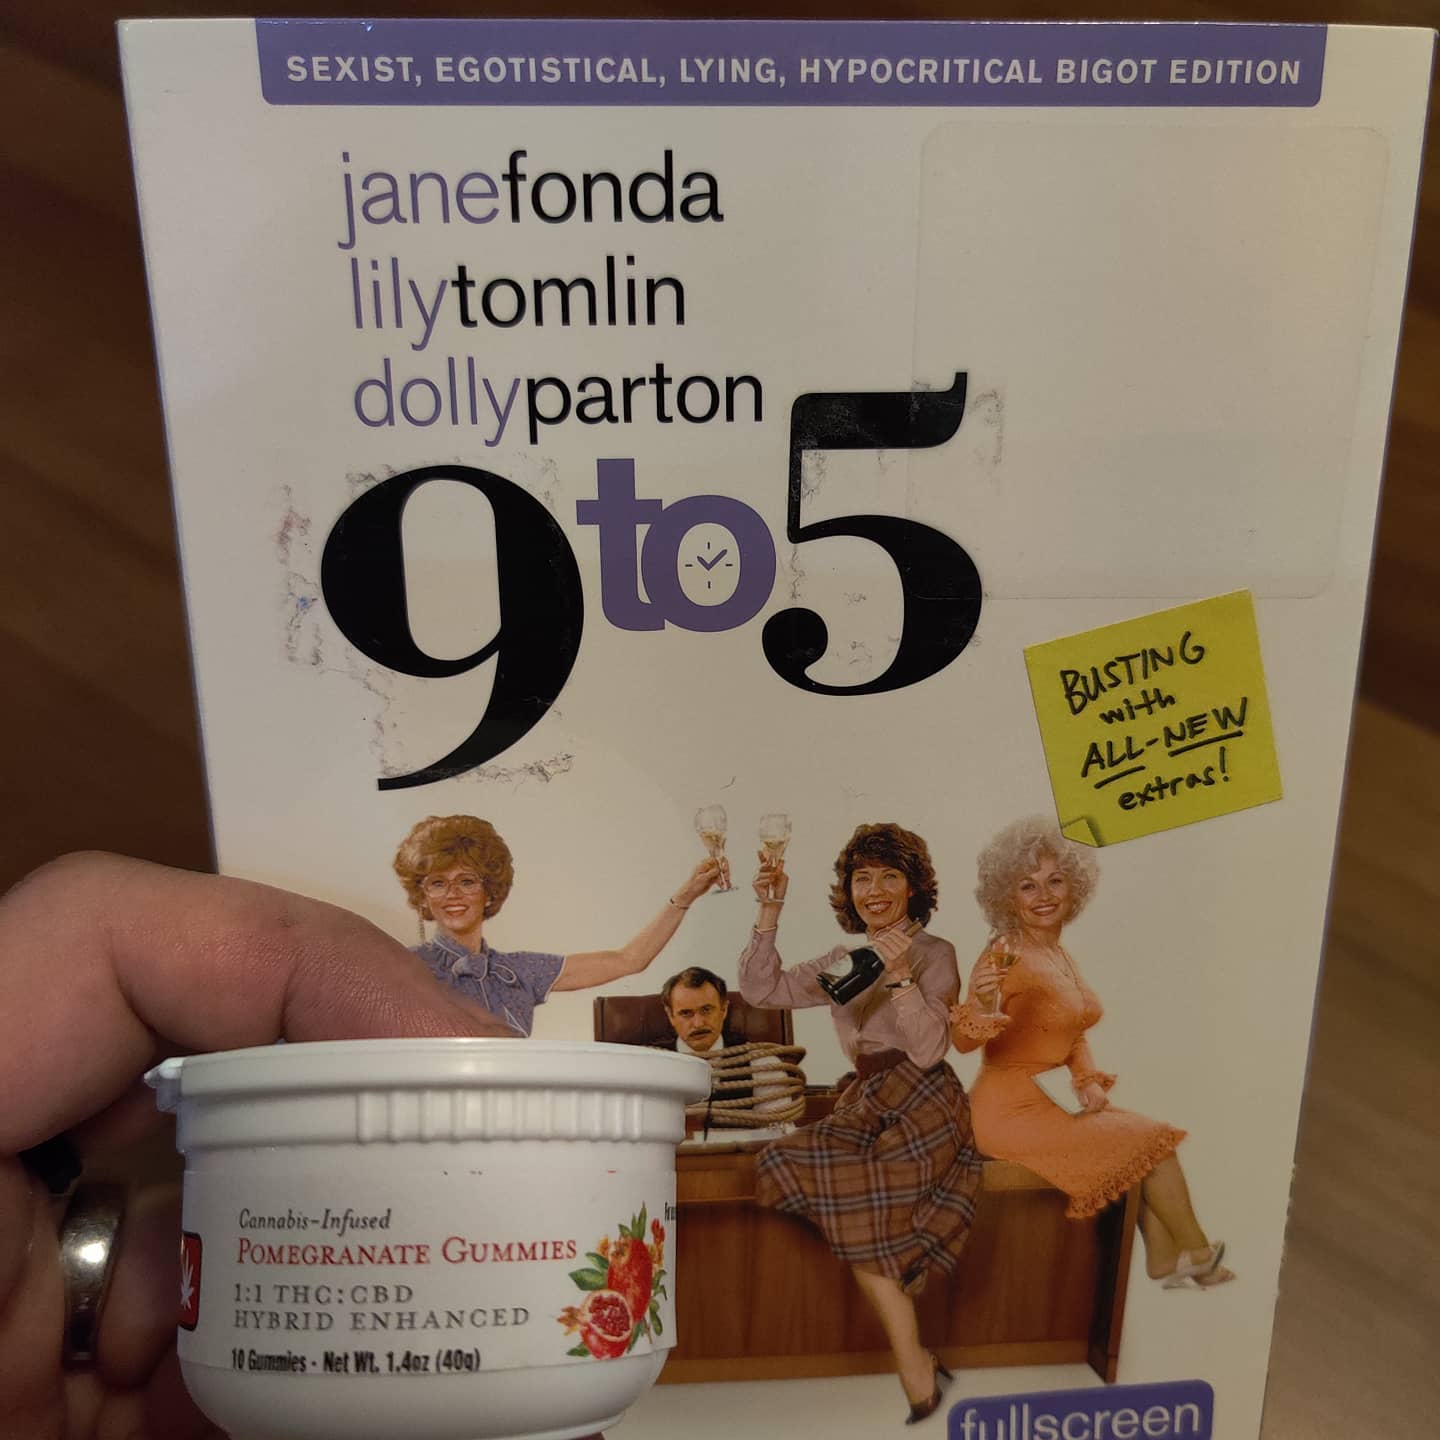 SEXIST, EGOTISTICAL, LYING, HYPOCRITICAL BIGOT EDITION
janefonda
lilytomlin
dollyparton
9to5
BUSTING
with
ALL-NEW
extras!
Cannabis-Infused
POMEGRANATE GUMMIES
1:1 THC:CBD
HYBRID ENHANCED
10 Gummies - Net Wt. 1.4oz (40g)
fullscreen